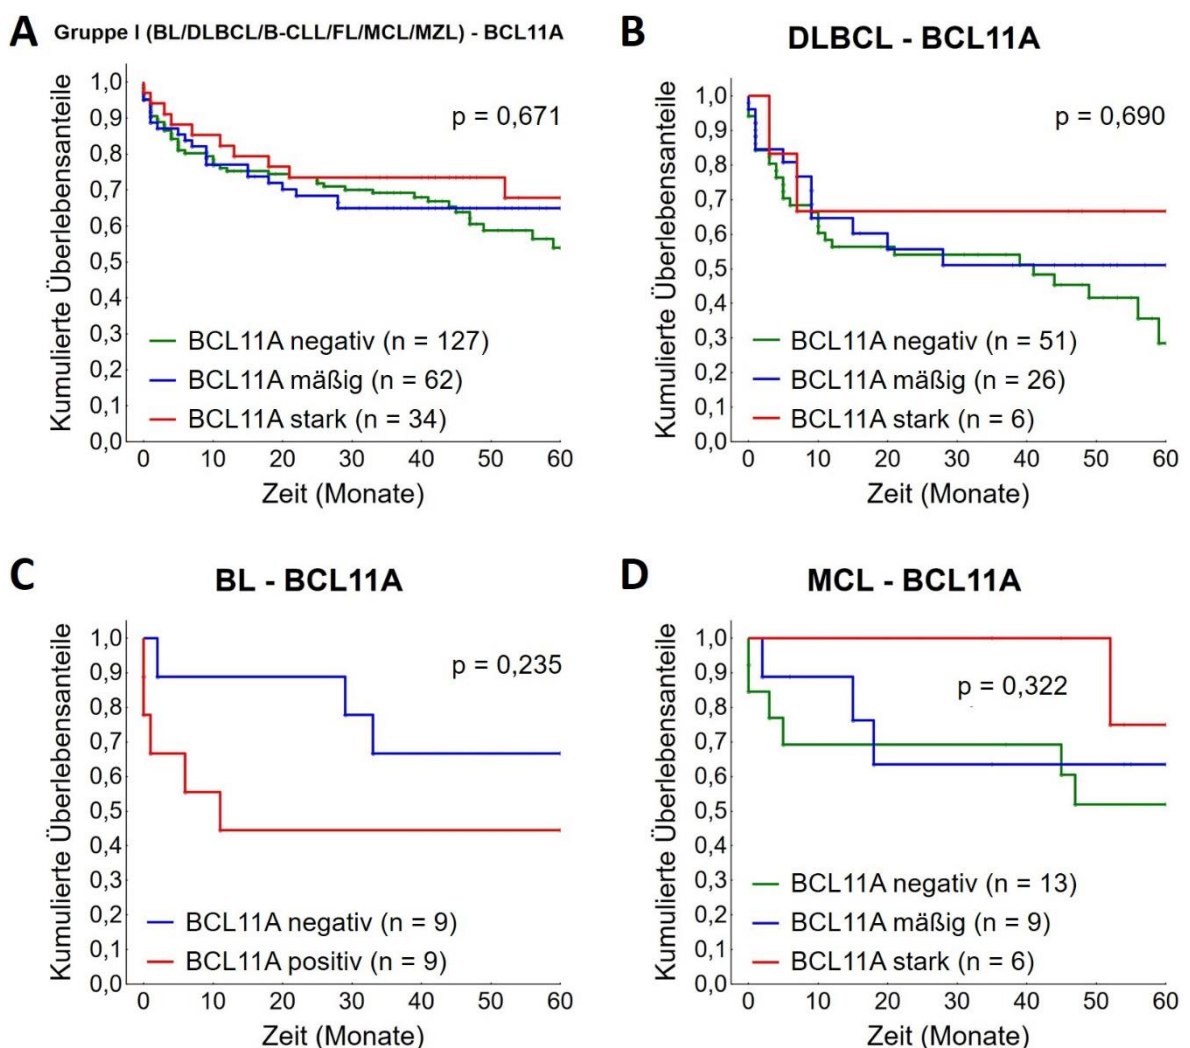 A
Gruppe I (BL/DLBCL/B-CLL/FL/MCL/MZL) - BCL11A
Kumulierte Überlebensanteile
1,0
0,9
0,8
0,7
0,6
0,5
0,4
0,3
0,2
0,1
0,0
p = 0,671
BCL11A negativ (n = 127)
BCL11A mäßig (n = 62)
BCL11A stark (n = 34)
0 10 20 30 40 50 60
Zeit (Monate)
B
DLBCL - BCL11A
Kumulierte Überlebensanteile
1,0
0,9
0,8
0,7
0,6
0,5
0,4
0,3
0,2
0,1
0,0
p = 0,690
BCL11A negativ (n = 51)
BCL11A mäßig (n = 26)
BCL11A stark (n = 6)
0 10 20 30 40 50 60
Zeit (Monate)
C
BL - BCL11A
Kumulierte Überlebensanteile
1,0
0,9
0,8
0,7
0,6
0,5
0,4
0,3
0,2
0,1
0,0
p = 0,235
BCL11A negativ (n = 9)
BCL11A positiv (n = 9)
0 10 20 30 40 50 60
Zeit (Monate)
D
MCL - BCL11A
Kumulierte Überlebensanteile
1,0
0,9
0,8
0,7
0,6
0,5
0,4
0,3
0,2
0,1
0,0
p = 0,322
BCL11A negativ (n = 13)
BCL11A mäßig (n = 9)
BCL11A stark (n = 6)
0 10 20 30 40 50 60
Zeit (Monate)